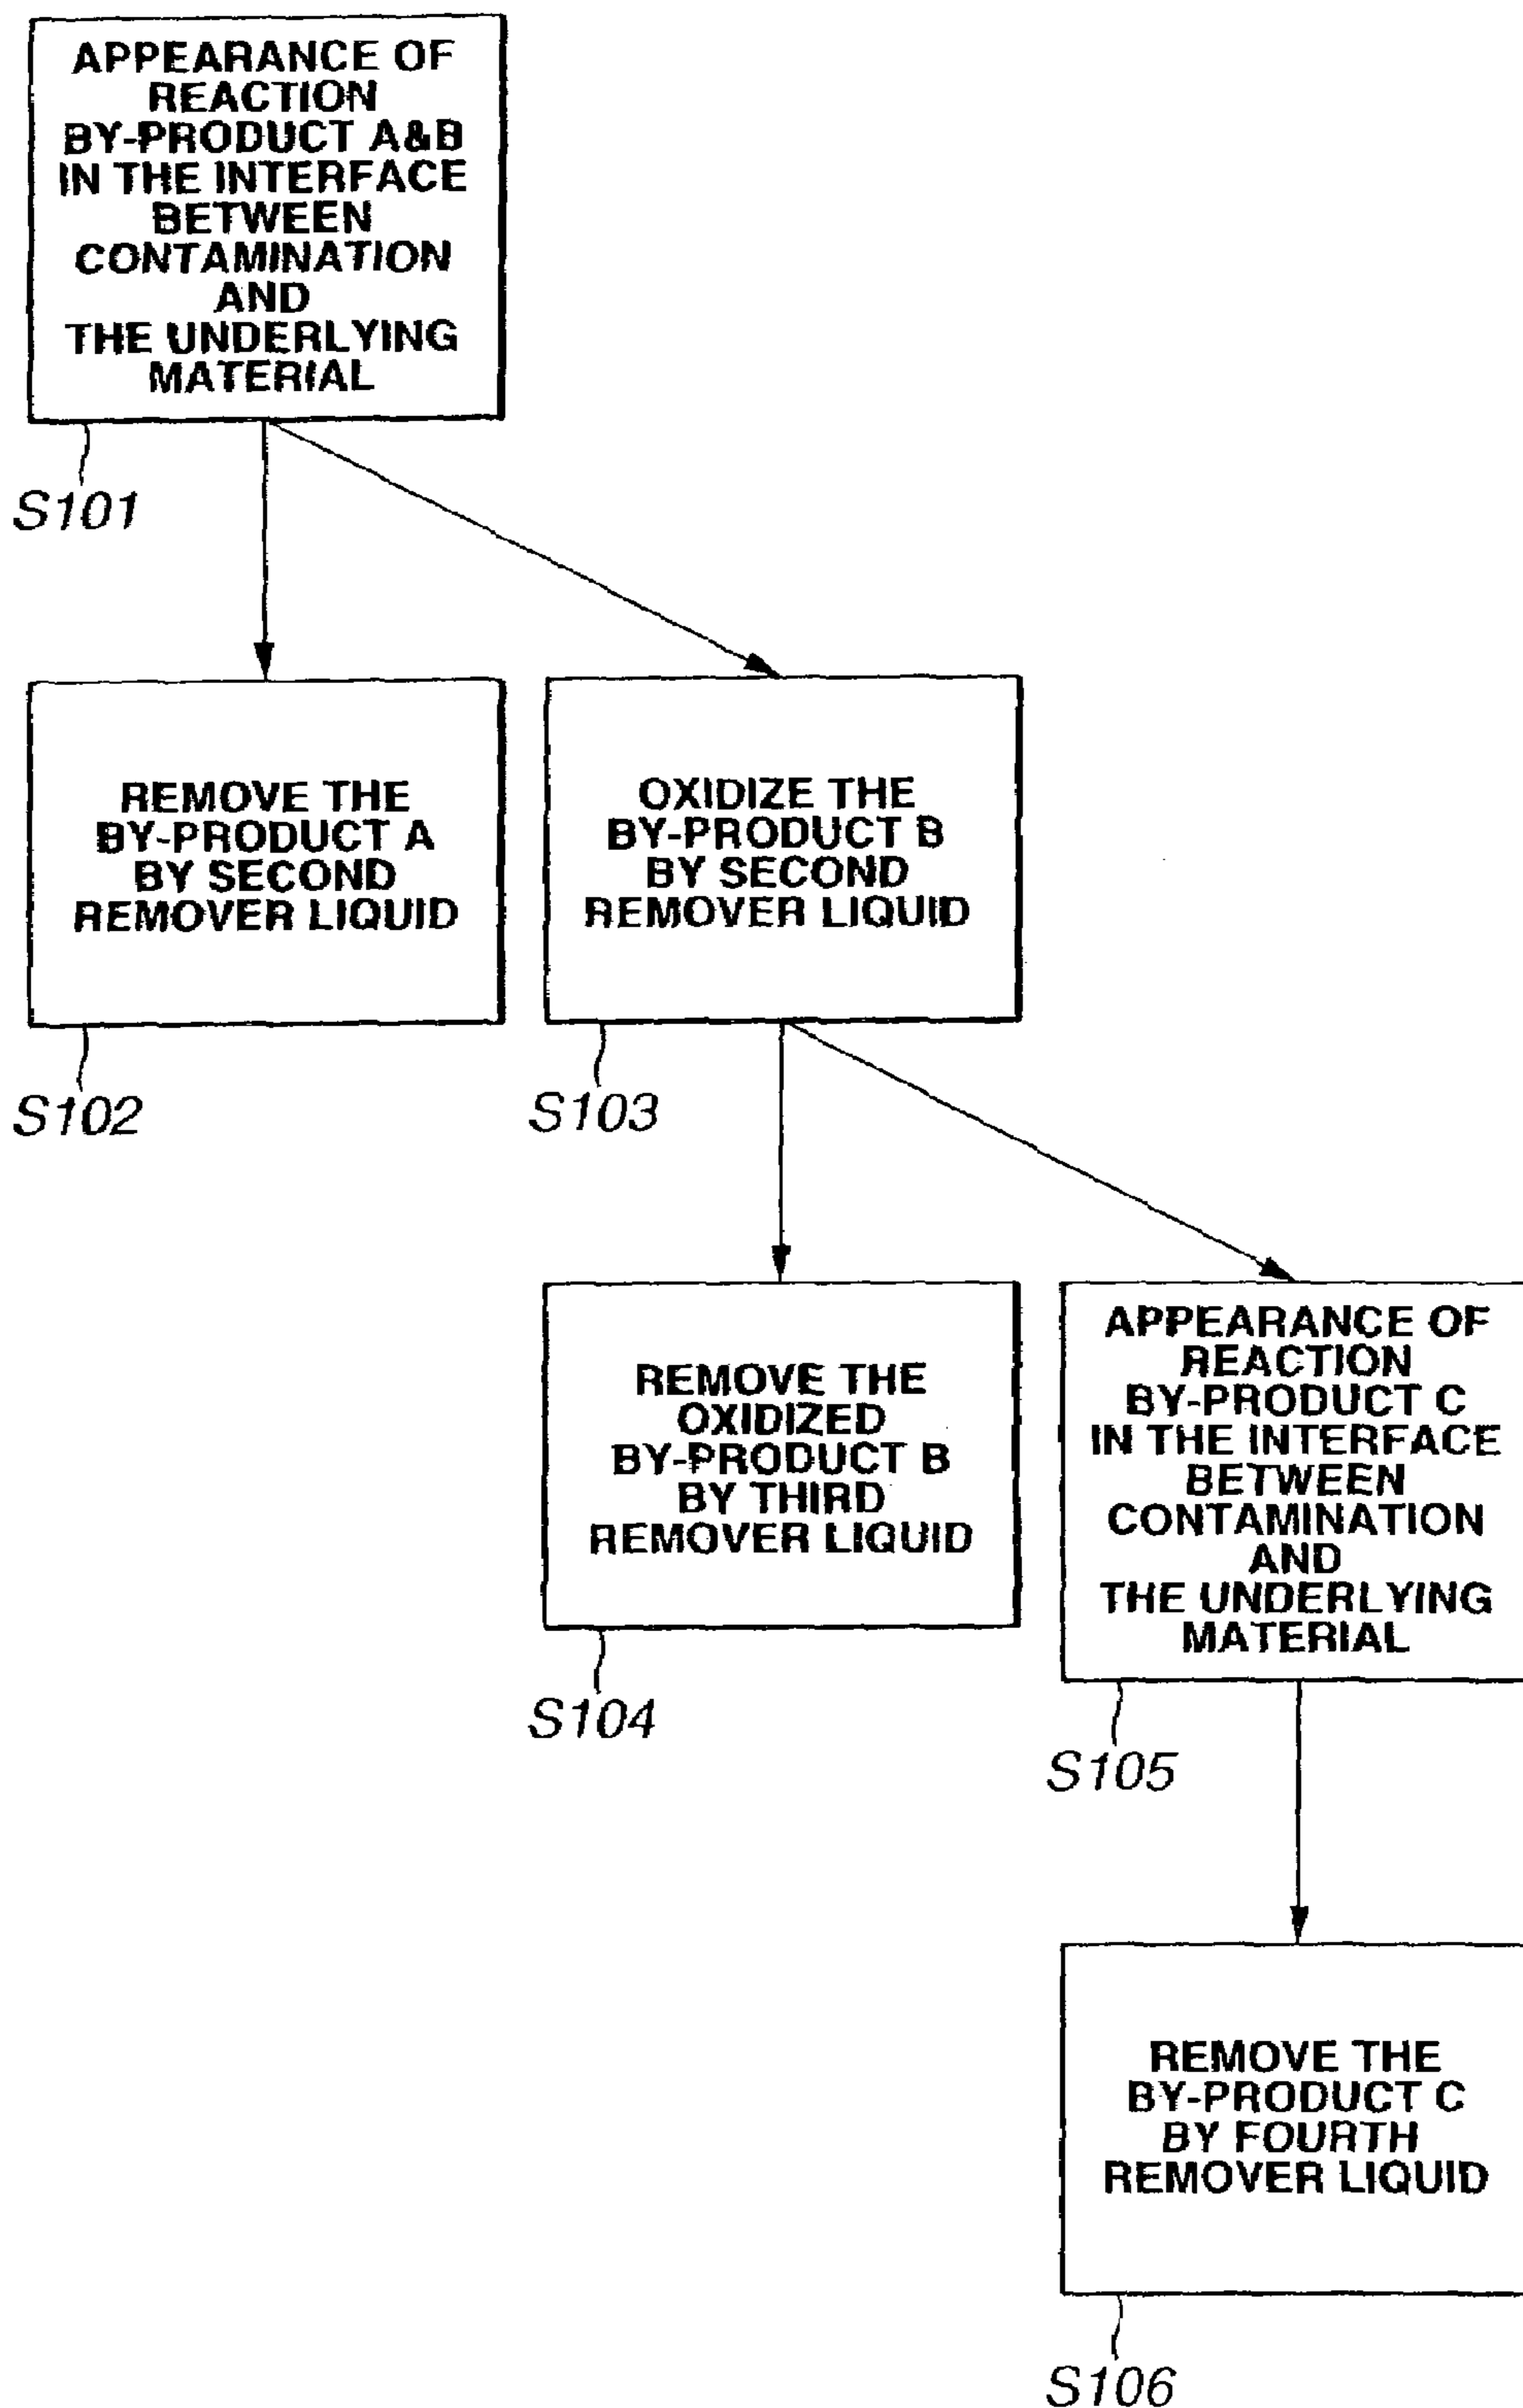 APPEARANCE OF
REACTION
BY-PRODUCT A&B
IN THE INTERFACE
BETWEEN
CONTAMINATION
AND
THE UNDERLYING
MATERIAL
S101
REMOVE THE
BY-PRODUCT A
BY SECOND
REMOVER LIQUID
S102
OXIDIZE THE
BY-PRODUCT B
BY SECOND
REMOVER LIQUID
S103
REMOVE THE
OXIDIZED
BY-PRODUCT B
BY THIRD
REMOVER LIQUID
S104
APPEARANCE OF
REACTION
BY-PRODUCT C
IN THE INTERFACE
BETWEEN
CONTAMINATION
AND
THE UNDERLYING
MATERIAL
S105
REMOVE THE
BY-PRODUCT C
BY FOURTH
REMOVER LIQUID
S106